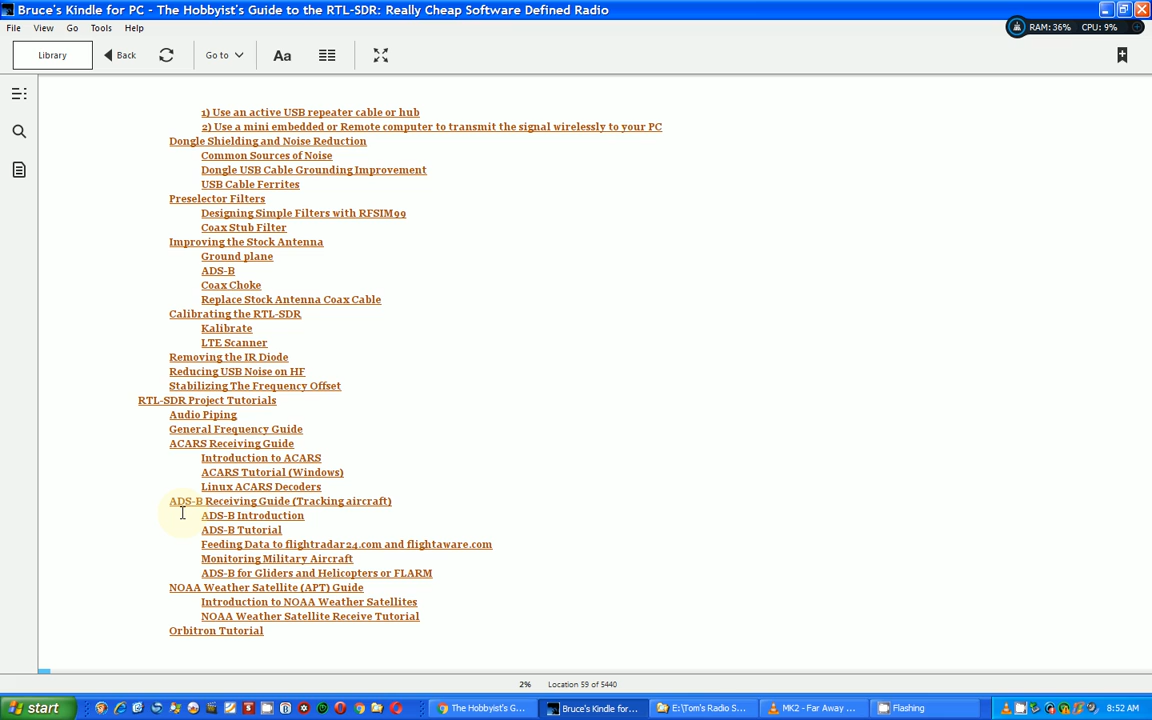 Bruce's Kindle for PC - The Hobbyist's Guide to the RTL-SDR: Really Cheap Software Defined Radio
File View Go Tools Help
RAM: 36% CPU: 9%
Library Back Go to Aa
1) Use an active USB repeater cable or hub
2) Use a mini embedded or Remote computer to transmit the signal wirelessly to your PC
Dongle Shielding and Noise Reduction
Common Sources of Noise
Dongle USB Cable Grounding Improvement
USB Cable Ferrites
Preselector Filters
Designing Simple Filters with RFSIM99
Coax Stub Filter
Improving the Stock Antenna
Ground plane
ADS-B
Coax Choke
Replace Stock Antenna Coax Cable
Calibrating the RTL-SDR
Kalibrate
LTE Scanner
Removing the IR Diode
Reducing USB Noise on HF
Stabilizing The Frequency Offset
RTL-SDR Project Tutorials
Audio Piping
General Frequency Guide
ACARS Receiving Guide
Introduction to ACARS
ACARS Tutorial (Windows)
Linux ACARS Decoders
ADS-B Receiving Guide (Tracking aircraft)
ADS-B Introduction
ADS-B Tutorial
Feeding Data to flightradar24.com and flightaware.com
Monitoring Military Aircraft
ADS-B for Gliders and Helicopters or FLARM
NOAA Weather Satellite (APT) Guide
Introduction to NOAA Weather Satellites
NOAA Weather Satellite Receive Tutorial
Orbitron Tutorial
2% Location 59 of 5440
start The Hobbyist's G... Bruce's Kindle for... E:\Tom's Radio S... MK2 - Far Away ... Flashing 8:52 AM